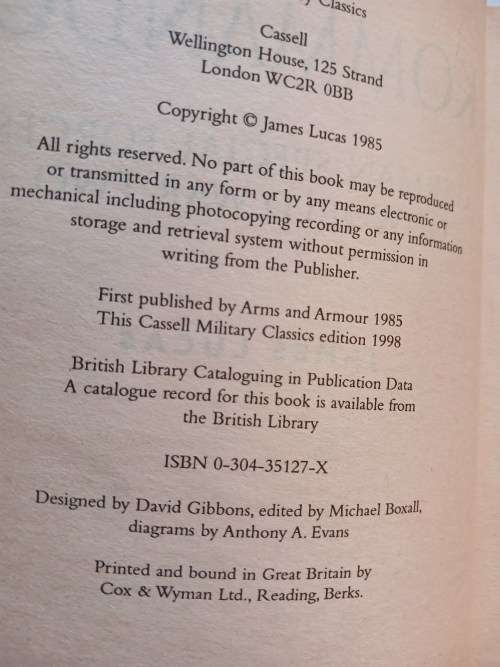 y Classics
Cassell
Wellington House, 125 Strand
London WC2R 0BB
Copyright © James Lucas 1985
All rights reserved. No part of this book may be reproduced
or transmitted in any form or by any means electronic or
mechanical including photocopying recording or any information
storage and retrieval system without permission in
writing from the Publisher.
First published by Arms and Armour 1985
This Cassell Military Classics edition 1998
British Library Cataloguing in Publication Data
A catalogue record for this book is available from
the British Library
ISBN 0-304-35127-X
Designed by David Gibbons, edited by Michael Boxall,
diagrams by Anthony A. Evans
Printed and bound in Great Britain by
Cox & Wyman Ltd., Reading, Berks.